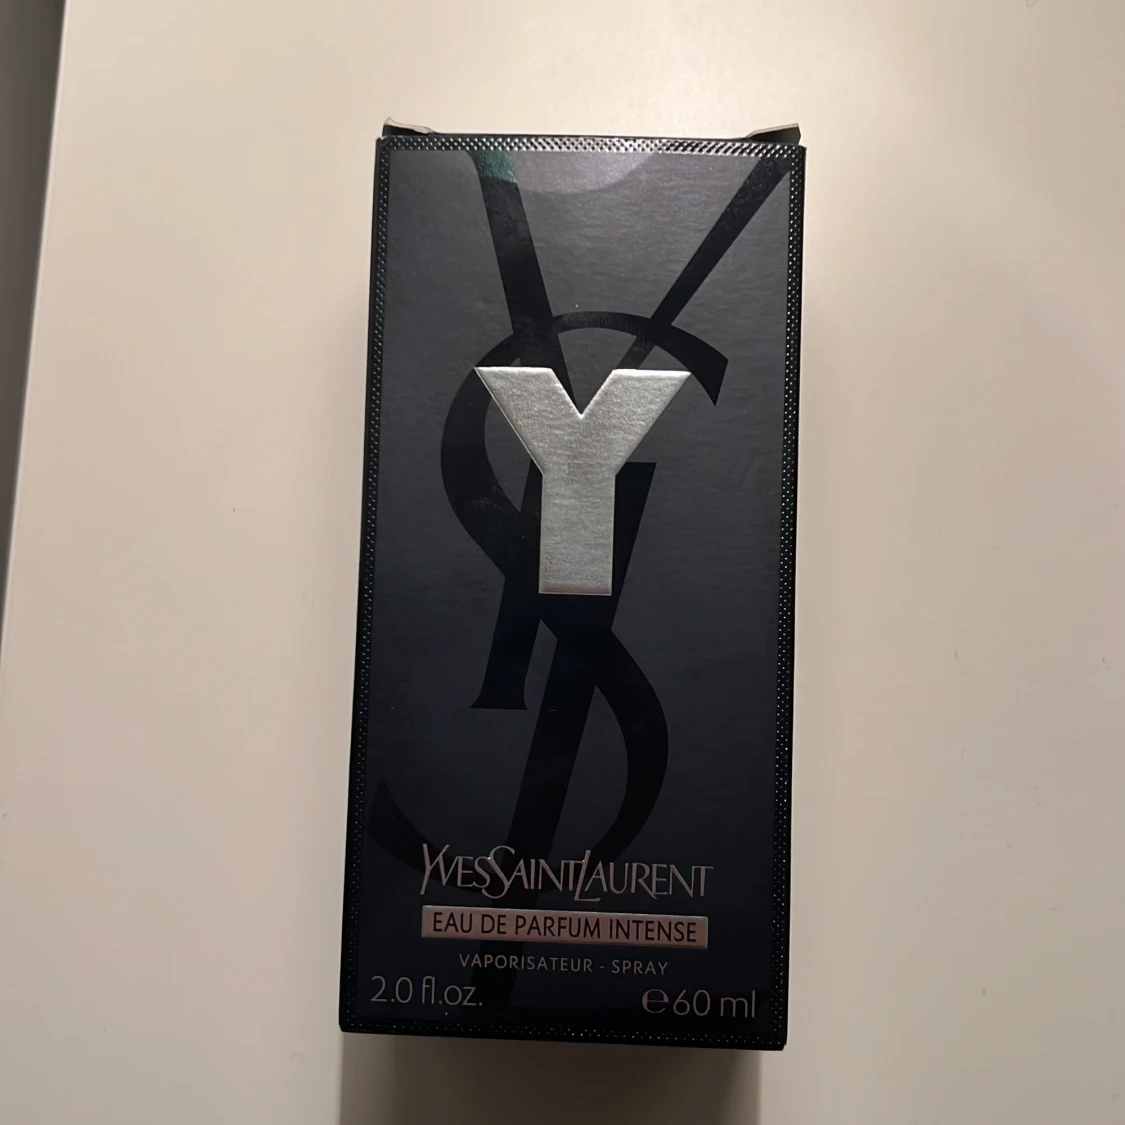 Y
YVESSAINTLAURENT
EAU DE PARFUM INTENSE
VAPORISATEUR - SPRAY
2.0 fl.oz. ℮60 ml